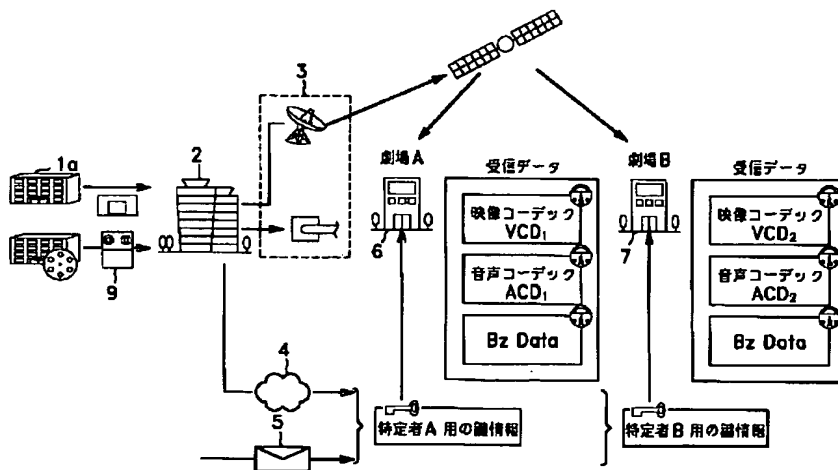 3
1a
2
劇場A
受信データ
劇場B
受信データ
映像コーデック
VCD1
映像コーデック
VCD2
6
7
9
音声コーデック
ACD1
音声コーデック
ACD2
Bz Data
Bz Data
4
5
特定者A用の鍵情報
特定者B用の鍵情報